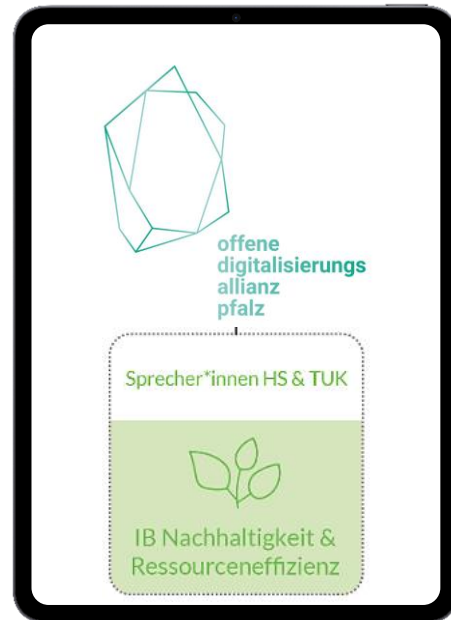 offene
digitalisierungs
allianz
pfalz
Sprecher*innen HS & TUK
IB Nachhaltigkeit &
Ressourceneffizienz